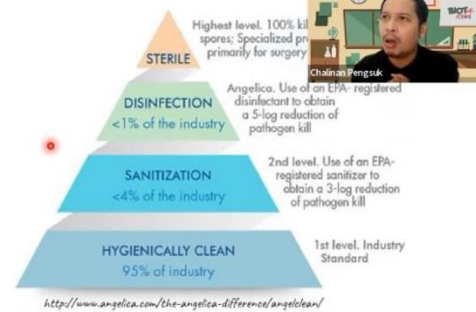 Highest level. 100% kil
spores; Specialized pr
primarily for surgery
STERILE
Chalinan Pengsuk
DISINFECTION
<1% of the industry
Angelica. Use of an EPA- registered
disinfectant to obtain
a 5-log reduction of
pathogen kill
SANITIZATION
<4% of the industry
2nd level. Use of an EPA-
registered sanitizer to
obtain a 3-log reduction
of pathogen kill
HYGIENICALLY CLEAN
95% of industry
1st level. Industry
Standard
http://www.angelica.com/the-angelica-difference/angelclean/